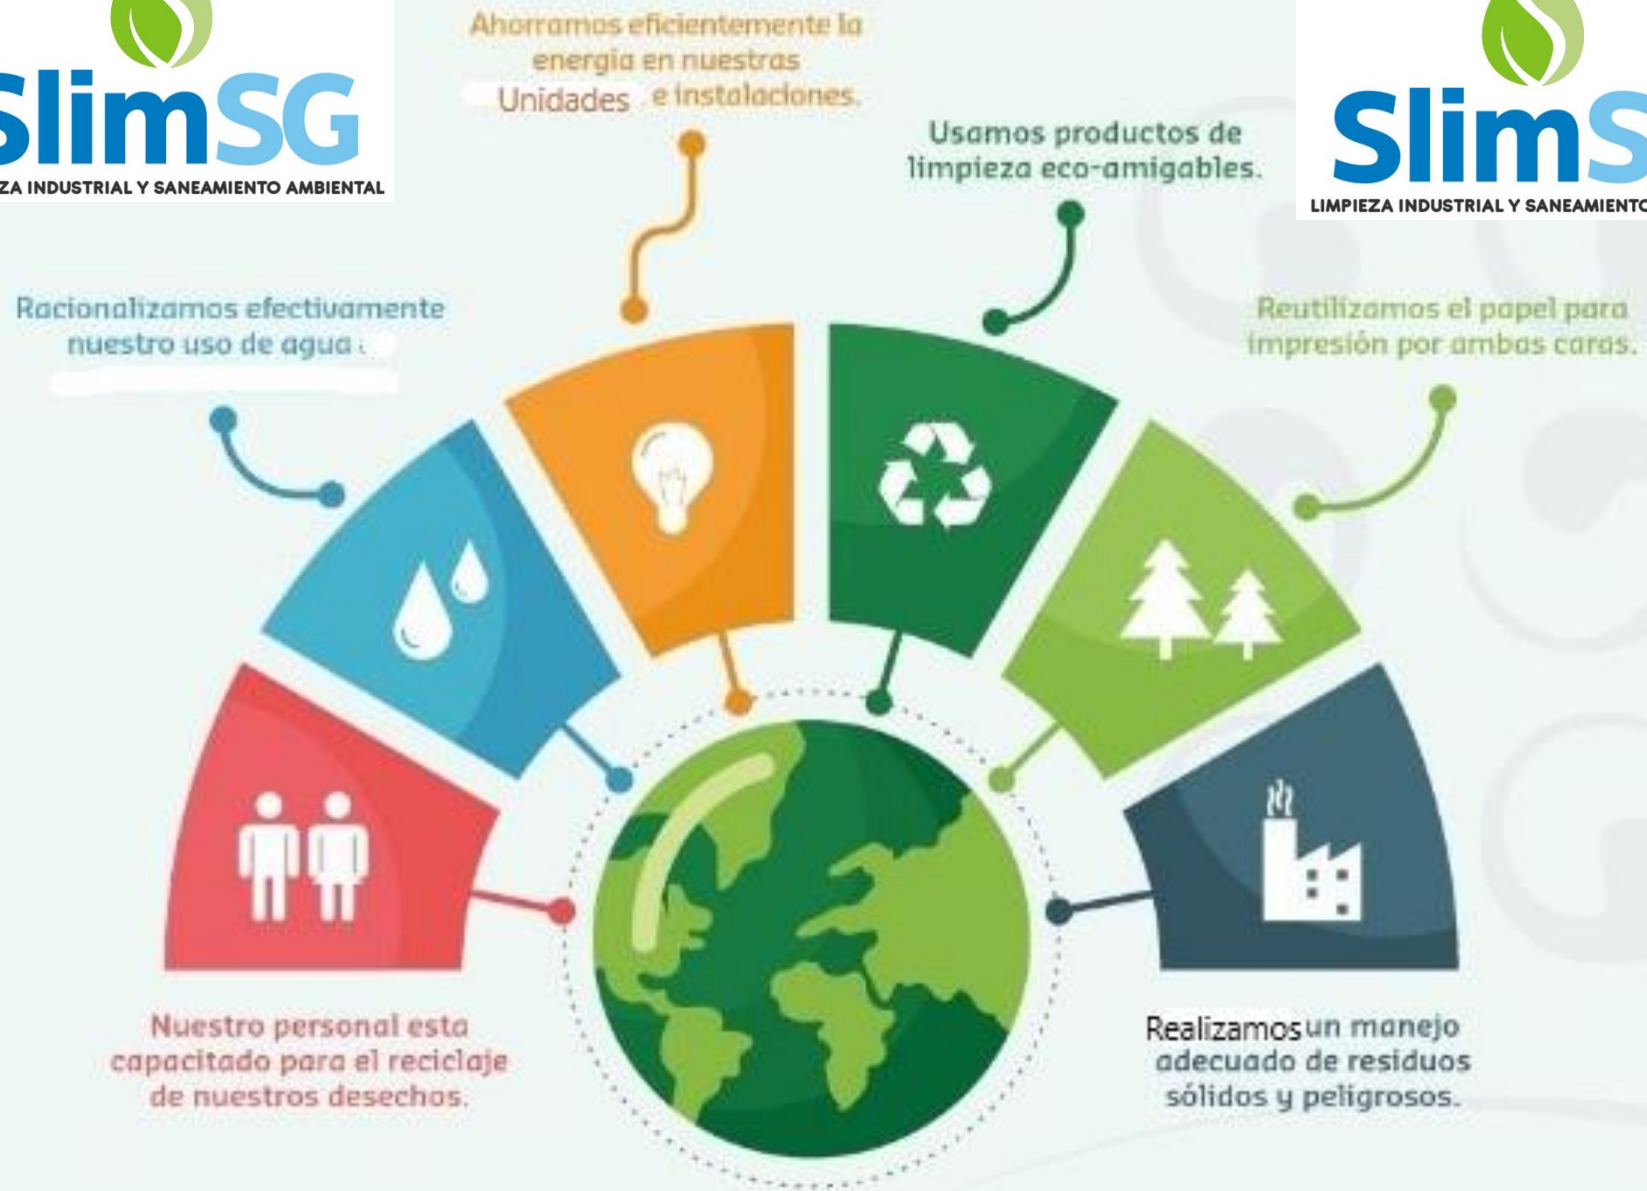 SlimSG
ZA INDUSTRIAL Y SANEAMIENTO AMBIENTAL
Ahorramos eficientemente la
energía en nuestras
Unidades e instalaciones.
Usamos productos de
limpieza eco-amigables.
SlimS
LIMPIEZA INDUSTRIAL Y SANEAMIENTO
Racionalizamos efectivamente
nuestro uso de agua
Reutilizamos el papel para
impresión por ambas caras.
Nuestro personal esta
capacitado para el reciclaje
de nuestros desechos.
Realizamos un manejo
adecuado de residuos
sólidos y peligrosos.